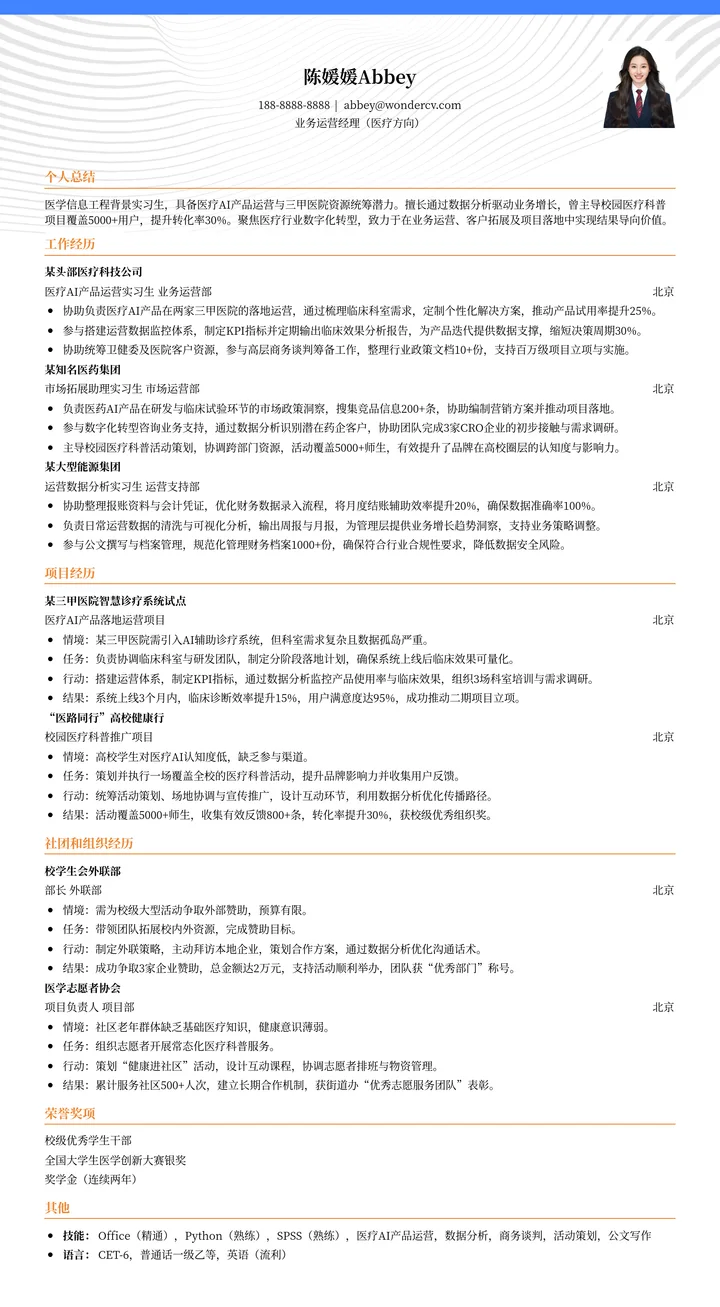 陈媛媛Abbey
188-8888-8888 | abbey@wondercv.com
业务运营经理（医疗方向）
个人总结
医学信息工程背景实习生，具备医疗AI产品运营与三甲医院资源统筹潜力。擅长通过数据分析驱动业务增长，曾主导校园医疗科普
项目覆盖5000+用户，提升转化率30%。聚焦医疗行业数字化转型，致力于在业务运营、客户拓展及项目落地中实现结果导向价值。
工作经历
某头部医疗科技公司
医疗AI产品运营实习生 业务运营部 北京
• 协助负责医疗AI产品在两家三甲医院的落地运营，通过梳理临床科室需求，定制个性化解决方案，推动产品试用率提升25%。
• 参与搭建运营数据监控体系，制定KPI指标并定期输出临床效果分析报告，为产品迭代提供数据支撑，缩短决策周期30%。
• 协助统筹卫健委及医院客户资源，参与高层商务谈判筹备工作，整理行业政策文档10+份，支持百万级项目立项与实施。
某知名医药集团
市场拓展助理实习生 市场运营部 北京
• 负责医药AI产品在研发与临床试验环节的市场政策洞察，搜集竞品信息200+条，协助编制营销方案并推动项目落地。
• 参与数字化转型咨询业务支持，通过数据分析识别潜在药企客户，协助团队完成3家CRO企业的初步接触与需求调研。
• 主导校园医疗科普活动策划，协调跨部门资源，活动覆盖5000+师生，有效提升了品牌在高校圈层的认知度与影响力。
某大型能源集团
运营数据分析实习生 运营支持部 北京
• 协助整理报账资料与会计凭证，优化财务数据录入流程，将月度结账辅助效率提升20%，确保数据准确率100%。
• 负责日常运营数据的清洗与可视化分析，输出周报与月报，为管理层提供业务增长趋势洞察，支持业务策略调整。
• 参与公文撰写与档案管理，规范化管理财务档案1000+份，确保符合行业合规性要求，降低数据安全风险。
项目经历
某三甲医院智慧诊疗系统试点
医疗AI产品落地运营项目 北京
• 情境：某三甲医院需引入AI辅助诊疗系统，但科室需求复杂且数据孤岛严重。
• 任务：负责协调临床科室与研发团队，制定分阶段落地计划，确保系统上线后临床效果可量化。
• 行动：搭建运营体系，制定KPI指标，通过数据分析监控产品使用率与临床效果，组织3场科室培训与需求调研。
• 结果：系统上线3个月内，临床诊断效率提升15%，用户满意度达95%，成功推动二期项目立项。
“医路同行”高校健康行
校园医疗科普推广项目 北京
• 情境：高校学生对医疗AI认知度低，缺乏参与渠道。
• 任务：策划并执行一场覆盖全校的医疗科普活动，提升品牌影响力并收集用户反馈。
• 行动：统筹活动策划、场地协调与宣传推广，设计互动环节，利用数据分析优化传播路径。
• 结果：活动覆盖5000+师生，收集有效反馈800+条，转化率提升30%，获校级优秀组织奖。
社团和组织经历
校学生会外联部
部长 外联部 北京
• 情境：需为校级大型活动争取外部赞助，预算有限。
• 任务：带领团队拓展校内外资源，完成赞助目标。
• 行动：制定外联策略，主动拜访本地企业，策划合作方案，通过数据分析优化沟通话术。
• 结果：成功争取3家企业赞助，总金额达2万元，支持活动顺利举办，团队获“优秀部门”称号。
医学志愿者协会
项目负责人 项目部 北京
• 情境：社区老年群体缺乏基础医疗知识，健康意识薄弱。
• 任务：组织志愿者开展常态化医疗科普服务。
• 行动：策划“健康进社区”活动，设计互动课程，协调志愿者排班与物资管理。
• 结果：累计服务社区500+人次，建立长期合作机制，获街道办“优秀志愿服务团队”表彰。
荣誉奖项
校级优秀学生干部
全国大学生医学创新大赛银奖
奖学金（连续两年）
其他
• 技能： Office（精通）, Python（熟练）, SPSS（熟练）, 医疗AI产品运营，数据分析，商务谈判，活动策划，公文写作
• 语言： CET-6，普通话一级乙等，英语（流利）